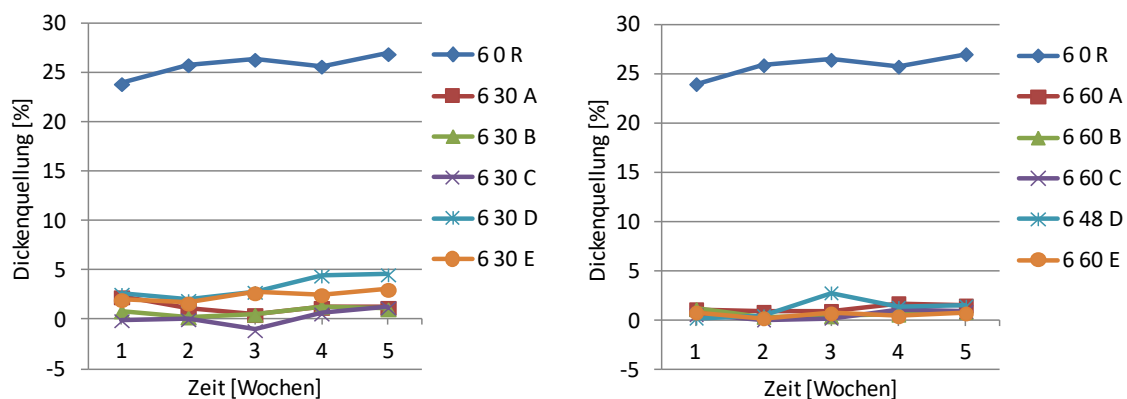 Dickenquellung [%]
30
25
20
15
10
5
0
-5
1 2 3 4 5
Zeit [Wochen]
6 0 R
6 30 A
6 30 B
6 30 C
6 30 D
6 30 E
Dickenquellung [%]
30
25
20
15
10
5
0
-5
1 2 3 4 5
Zeit [Wochen]
6 0 R
6 60 A
6 60 B
6 60 C
6 48 D
6 60 E